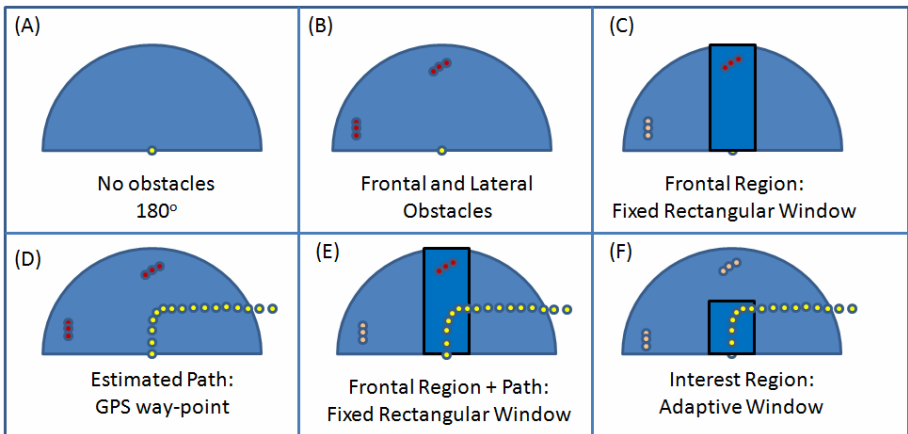 (A)
No obstacles
180°
(B)
Frontal and Lateral
Obstacles
(C)
Frontal Region:
Fixed Rectangular Window
(D)
Estimated Path:
GPS way-point
(E)
Frontal Region + Path:
Fixed Rectangular Window
(F)
Interest Region:
Adaptive Window